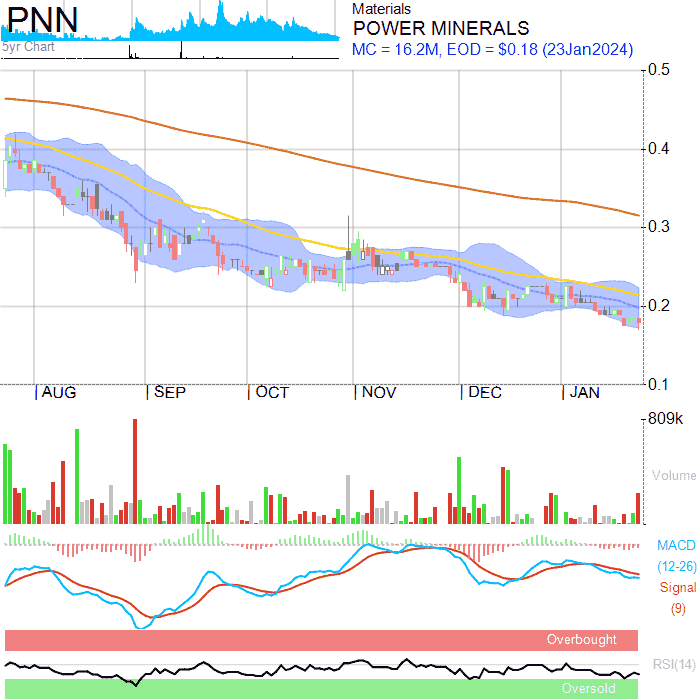 PNN
5yr Chart
Materials
POWER MINERALS
MC = 16.2M, EOD = $0.18 (23Jan2024)
0.5
0.4
0.3
0.2
0.1
AUG SEP OCT NOV DEC JAN
809k
Volume
MACD
(12-26)
Signal
(9)
Overbought
RSI(14)
Oversold